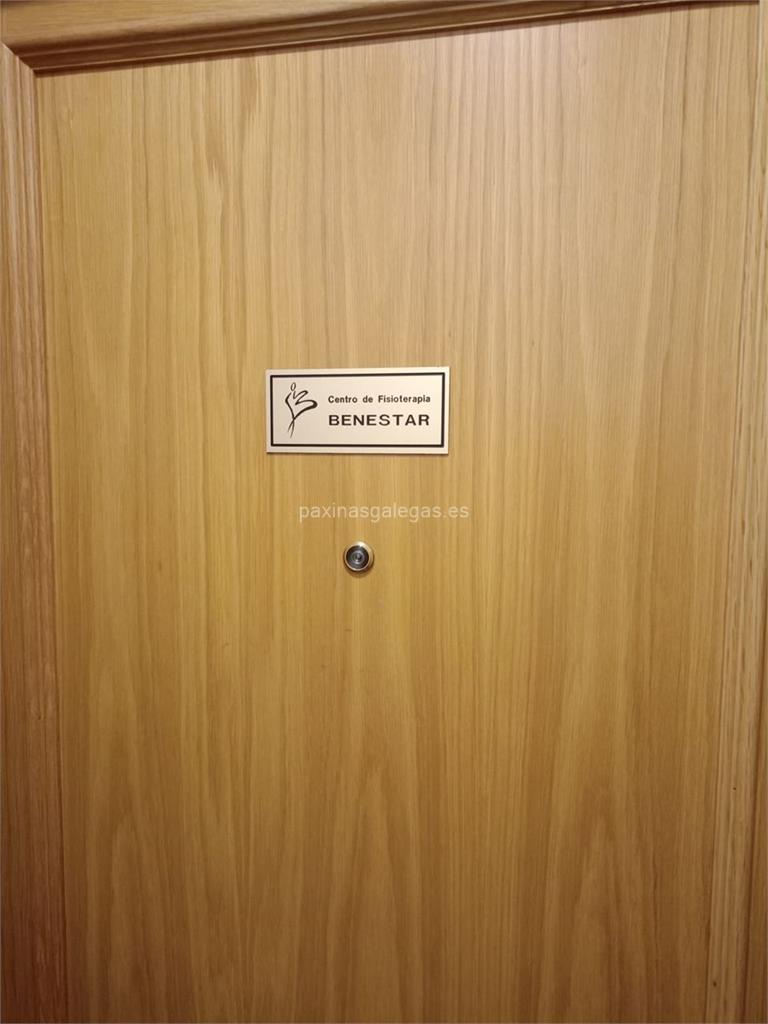 Centro de Fisioterapia
BENESTAR
paxinasgalegas.es